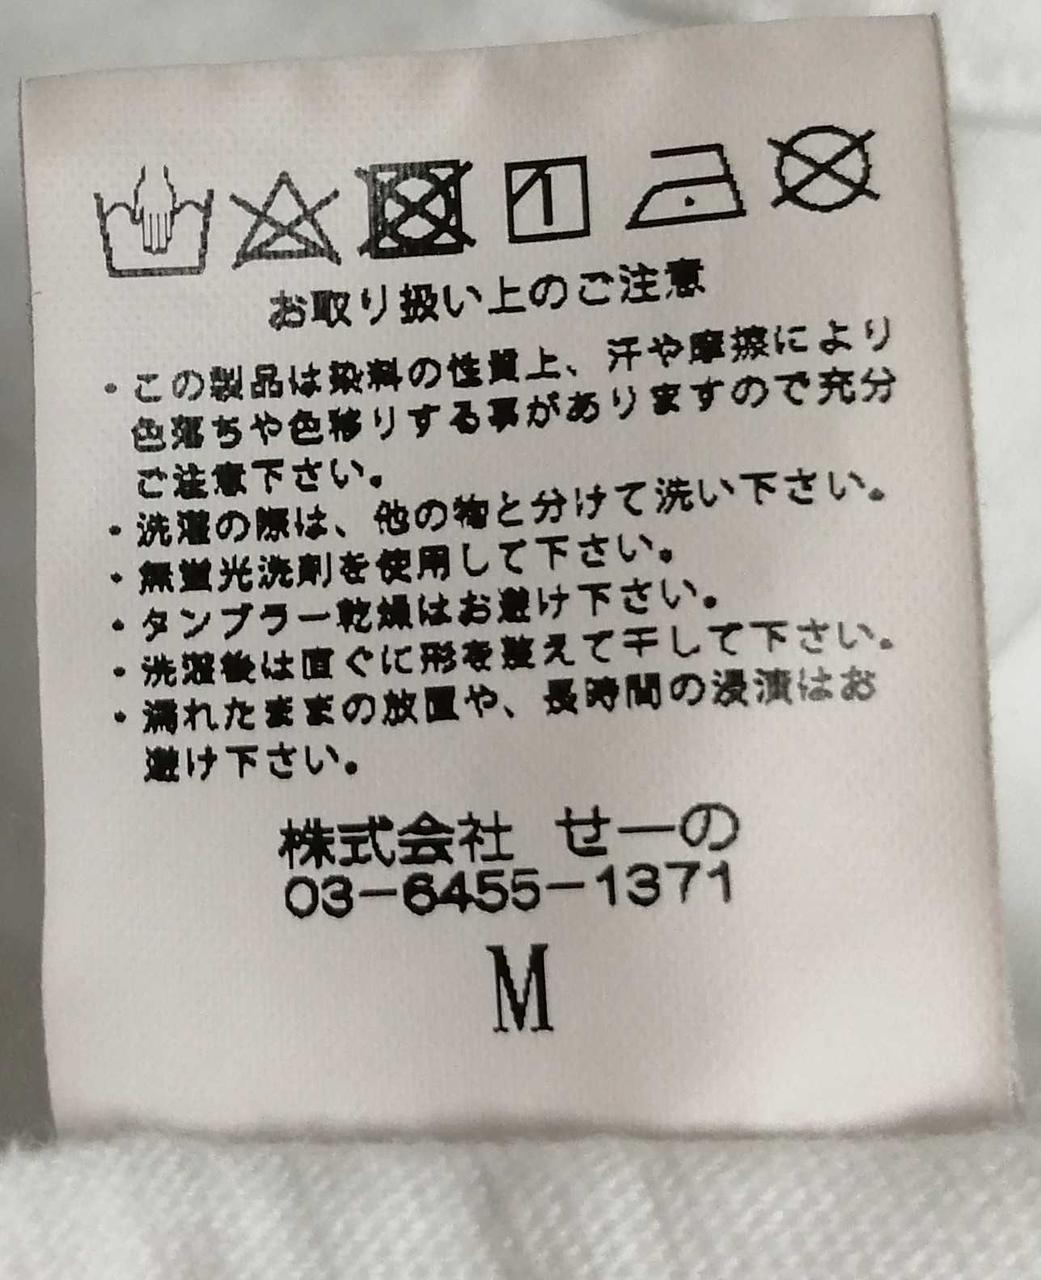 お取り扱い上のご注意
・この製品は染料の性質上、汗や摩擦により
色落ちや色移りする事がありますので充分
ご注意下さい。
・洗濯の際は、他の物と分けて洗い下さい。
・無蛍光洗剤を使用して下さい。
・タンブラー乾燥はお避け下さい。
・洗濯後は直ぐに形を整えて干して下さい。
・濡れたままの放置や、長時間の浸漬はお
避け下さい。
株式会社 せーの
03-6455-1371
M